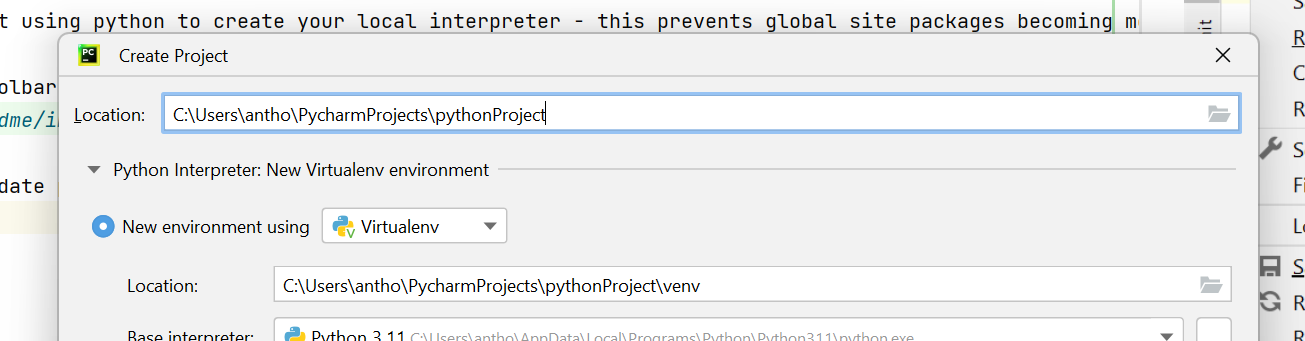 t using python to create your local interpreter - this prevents global site packages becoming
PC Create Project
Location: C:\Users\antho\PycharmProjects\pythonProject
olbar
dme/i
Python Interpreter: New Virtualenv environment
date
New environment using Virtualenv
Location: C:\Users\antho\PycharmProjects\pythonProject\venv
Base interpreter: Python 3.11 C:\Users\antho\AppData\Local\Programs\Python\Python311\python.exe
it
R
C
R
S
Fi
L
S
R